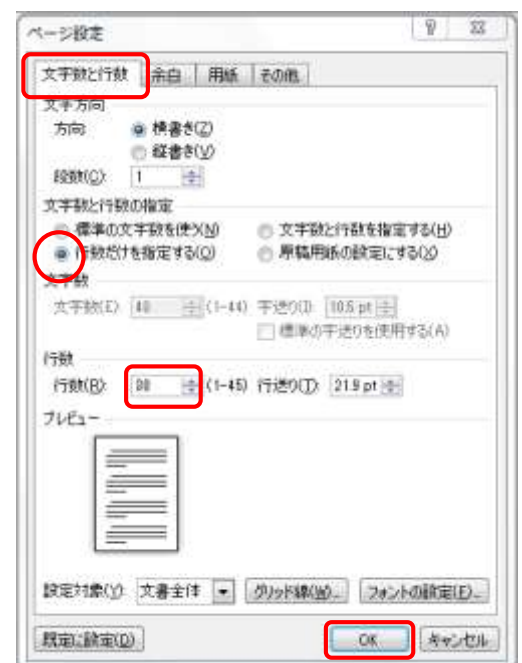 ページ設定
文字数と行数 余白 用紙 その他
文字方向
方向: 横書き(Z)
縦書き(V)
段数(C): 1
文字数と行数の指定
標準の文字数を使う(N) 文字数と行数を指定する(H)
行数だけを指定する(O) 原稿用紙の設定にする(X)
文字数
文字数(E): 40 (1-44) 字送り(I): 10.5 pt
標準の字送りを使用する(A)
行数
行数(R): (1-45) 行送り(T): 21.9 pt
プレビュー
設定対象(Y): 文書全体 グリッド線(W)... フォントの設定(F)...
既定に設定(D) OK キャンセル